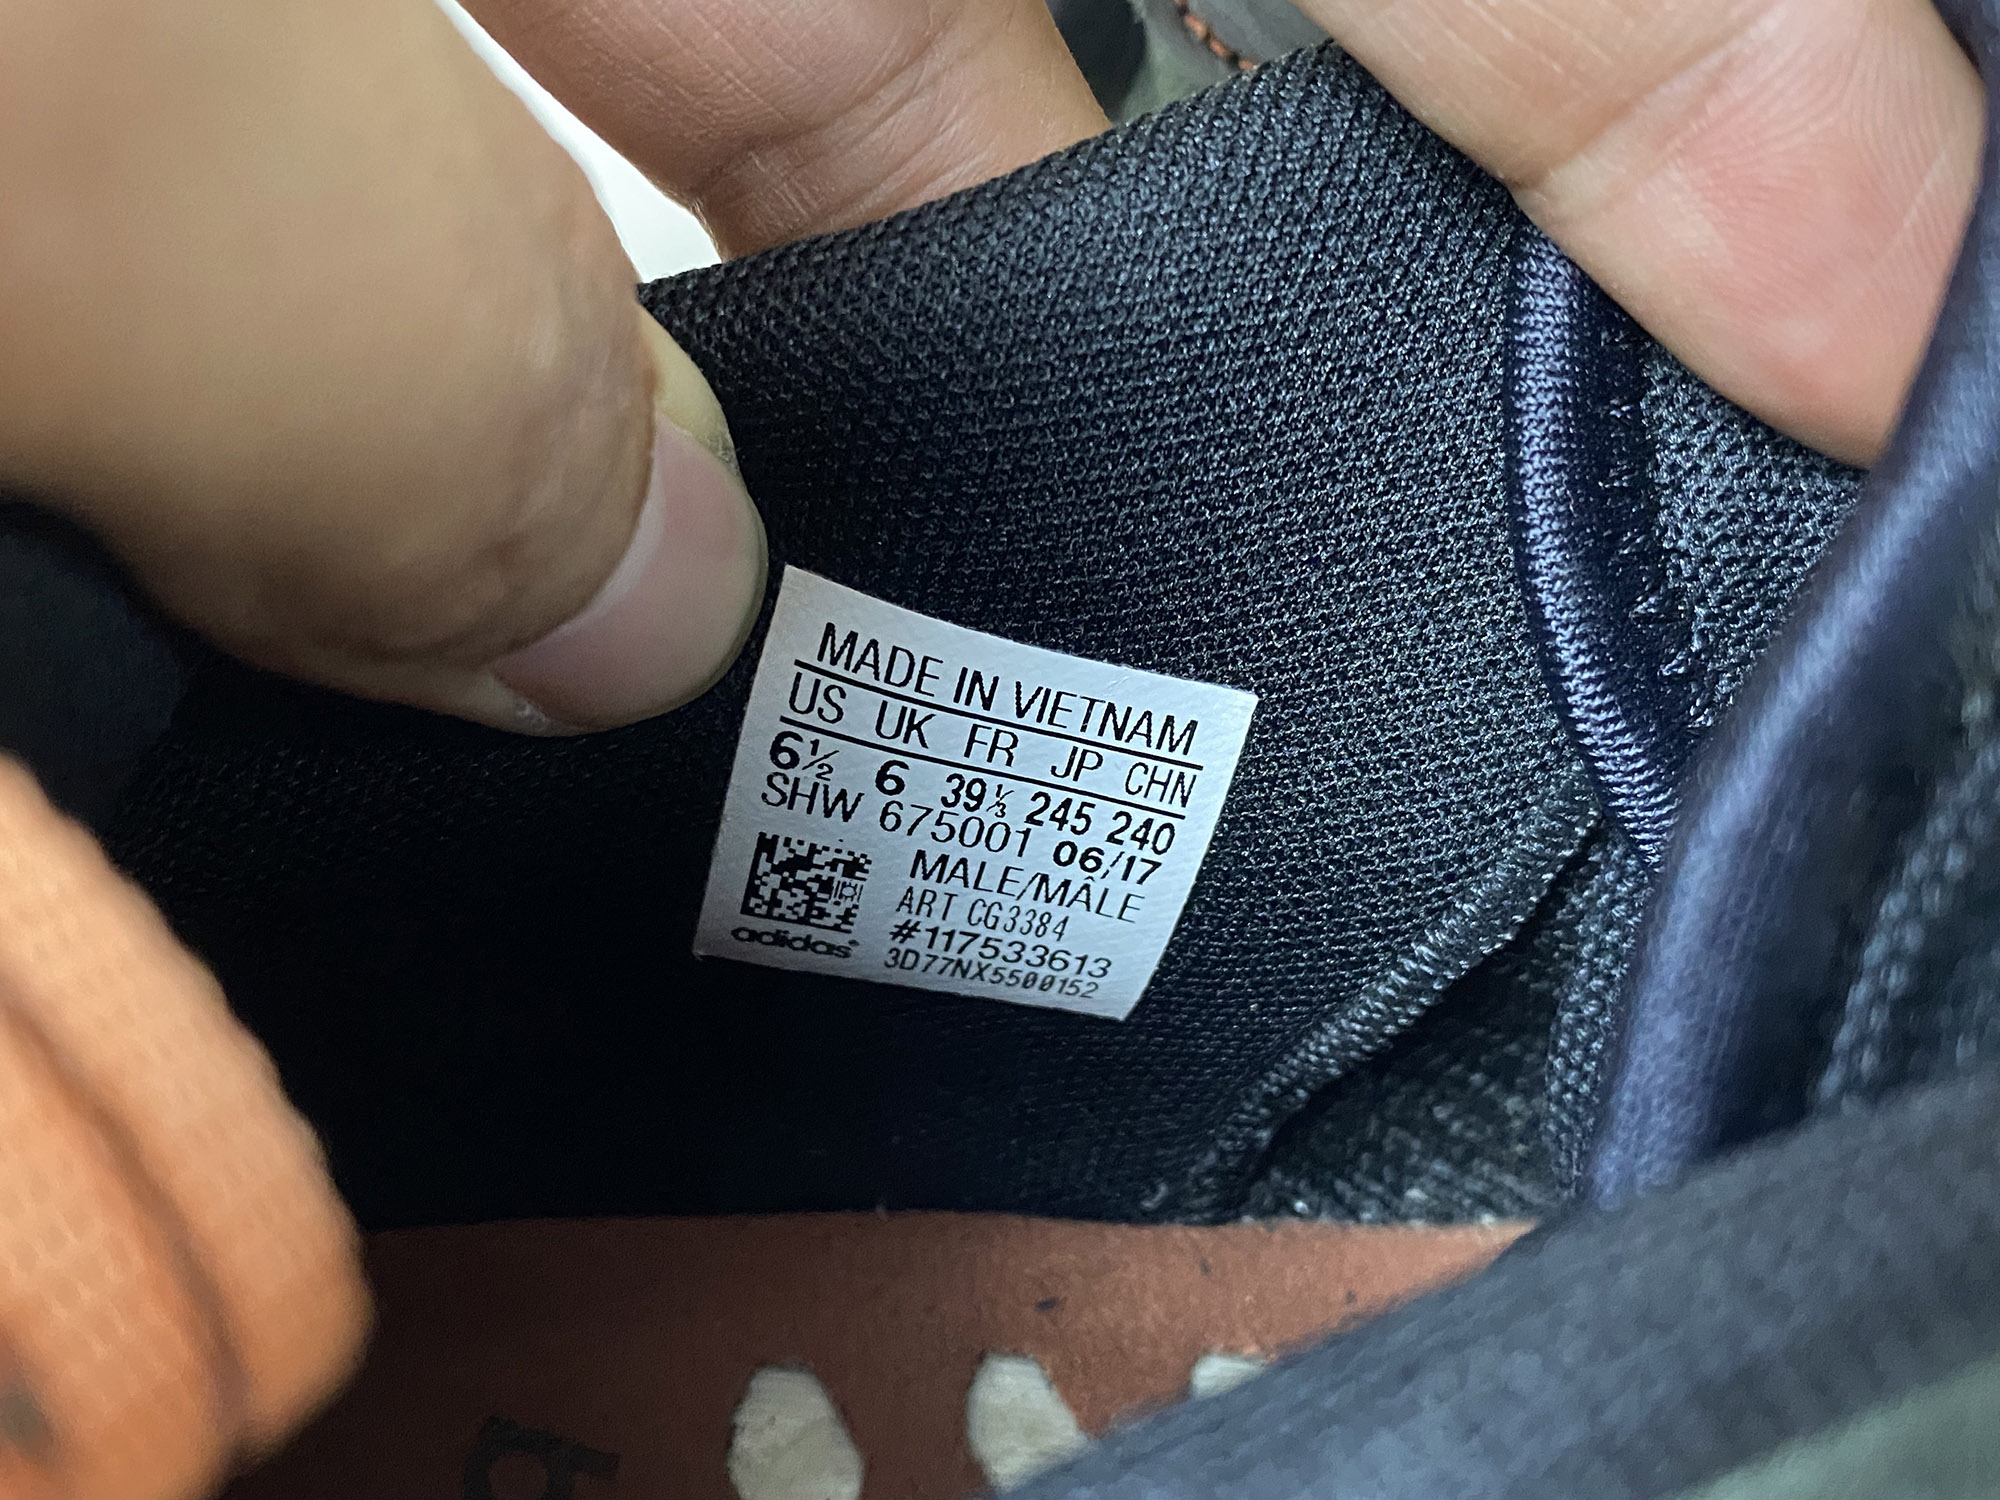 MADE IN VIETNAM
US UK FR JP CHN
6½ 6 39⅓ 245 240
SHW 675001 06/17
MALE/MÂLE
ART CG3384
#117533613
3D77NX5500152
adidas